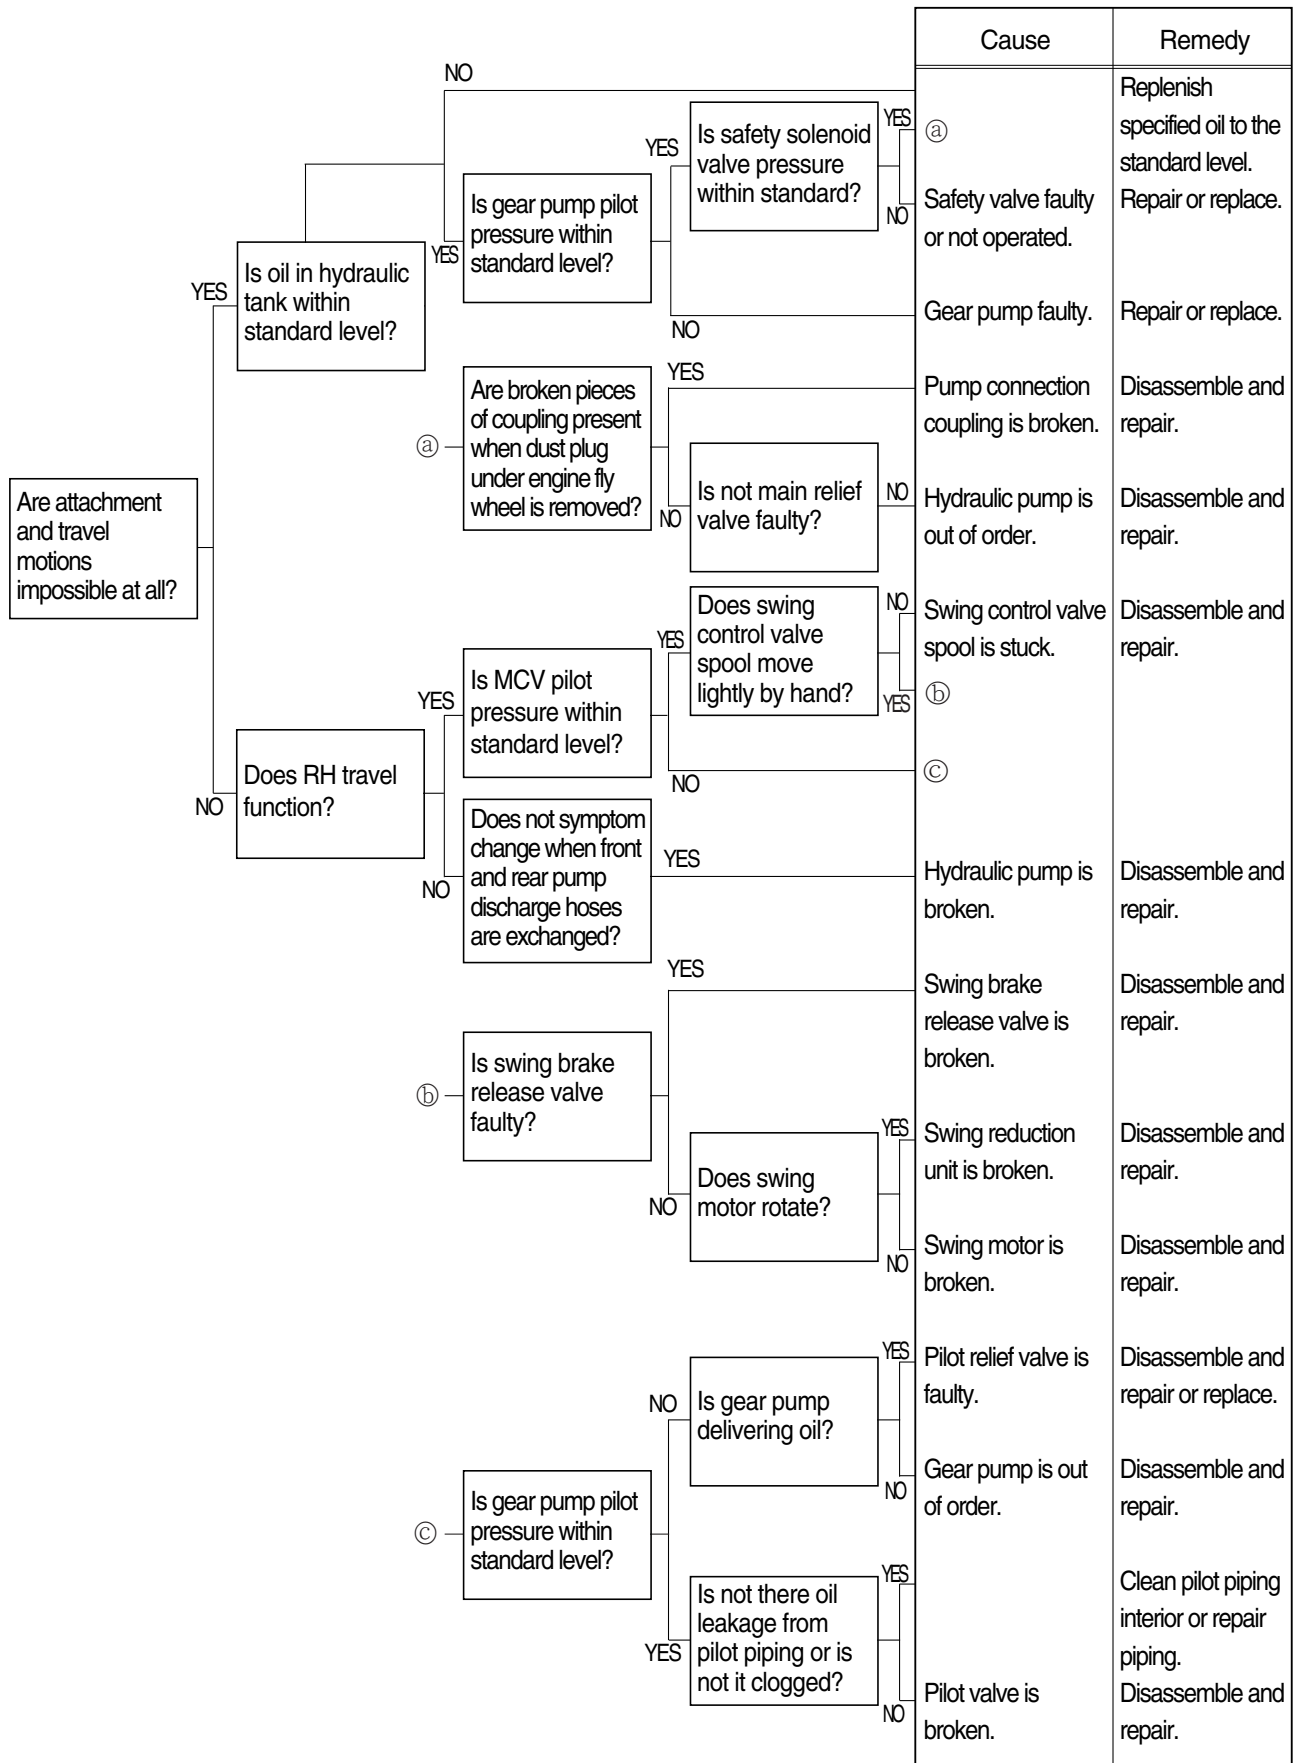 Cause
Remedy
NO
Replenish
specified oil to the
standard level.
YES
Is safety solenoid
valve pressure
within standard?
YES
ⓐ
NO
Safety valve faulty
or not operated.
Repair or replace.
Is gear pump pilot
pressure within
standard level?
YES
YES
Is oil in hydraulic
tank within
standard level?
NO
Gear pump faulty.
Repair or replace.
ⓐ
Are broken pieces
of coupling present
when dust plug
under engine fly
wheel is removed?
YES
Pump connection
coupling is broken.
Disassemble and
repair.
NO
Is not main relief
valve faulty?
NO
Hydraulic pump is
out of order.
Disassemble and
repair.
Are attachment
and travel
motions
impossible at all?
Does swing
control valve
spool move
lightly by hand?
NO
Swing control valve
spool is stuck.
Disassemble and
repair.
YES
YES
ⓑ
YES
Is MCV pilot
pressure within
standard level?
NO
ⓒ
NO
Does RH travel
function?
NO
Does not symptom
change when front
and rear pump
discharge hoses
are exchanged?
YES
Hydraulic pump is
broken.
Disassemble and
repair.
YES
Swing brake
release valve is
broken.
Disassemble and
repair.
ⓑ
Is swing brake
release valve
faulty?
NO
Does swing
motor rotate?
YES
Swing reduction
unit is broken.
Disassemble and
repair.
NO
Swing motor is
broken.
Disassemble and
repair.
NO
Is gear pump
delivering oil?
YES
Pilot relief valve is
faulty.
Disassemble and
repair or replace.
NO
Gear pump is out
of order.
Disassemble and
repair.
ⓒ
Is gear pump pilot
pressure within
standard level?
YES
Is not there oil
leakage from
pilot piping or is
not it clogged?
YES
Clean pilot piping
interior or repair
piping.
NO
Pilot valve is
broken.
Disassemble and
repair.